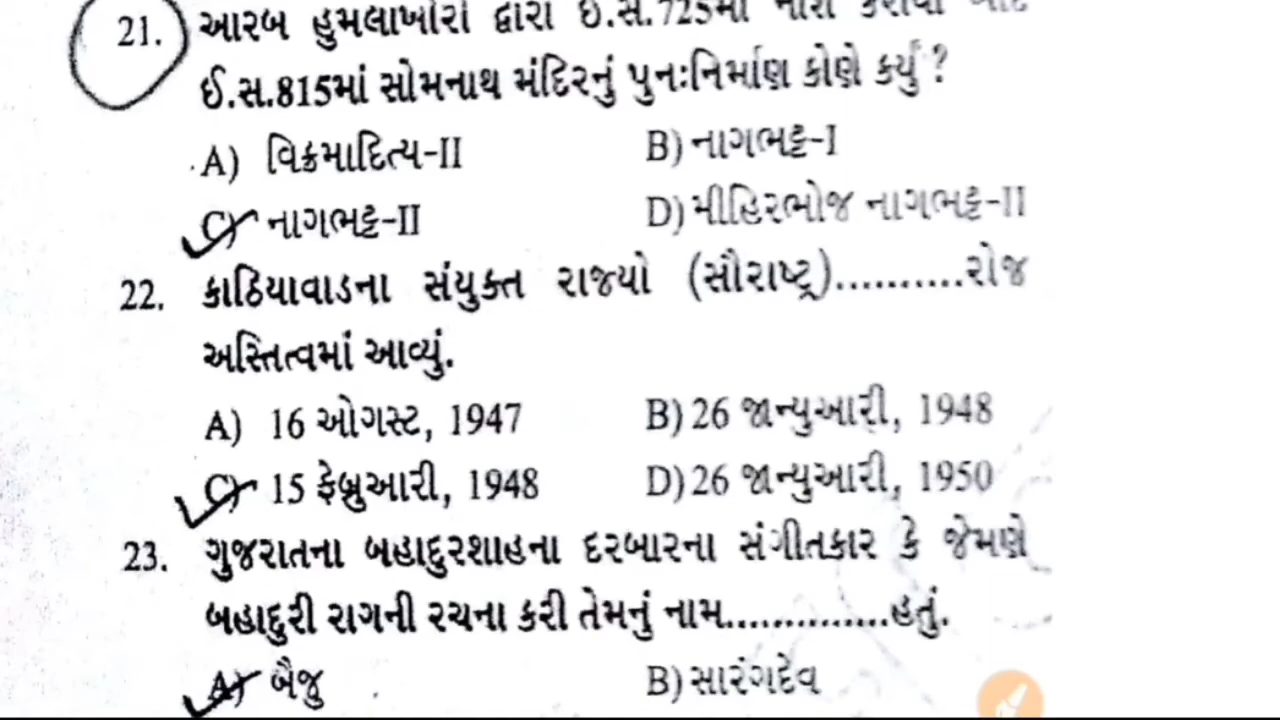 21. આરબ હુમલાખોરો દ્વારા ઈ.સ.725માં નાશ કરાયા બાદ
ઈ.સ.815માં સોમનાથ મંદિરનું પુનઃનિર્માણ કોણે કર્યું ?
A) વિક્રમાદિત્ય-II B) નાગભટ્ટ-I
C) નાગભટ્ટ-II D) મીહિરભોજ નાગભટ્ટ-II
22. કાઠિયાવાડના સંયુક્ત રાજ્યો (સૌરાષ્ટ્ર)..........રોજ
અસ્તિત્વમાં આવ્યું.
A) 16 ઓગસ્ટ, 1947 B) 26 જાન્યુઆરી, 1948
C) 15 ફેબ્રુઆરી, 1948 D) 26 જાન્યુઆરી, 1950
23. ગુજરાતના બહાદુરશાહના દરબારના સંગીતકાર કે જેમણે
બહાદુરી રાગની રચના કરી તેમનું નામ..............હતું.
A) બૈજુ B) સારંગદેવ